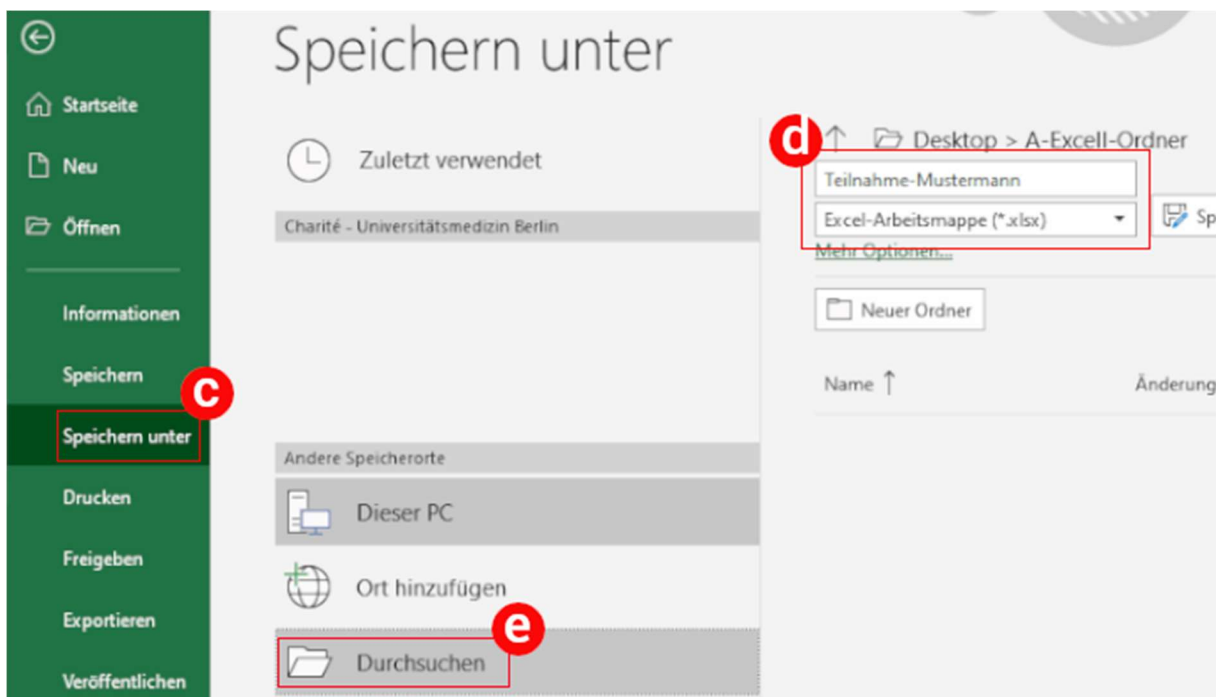 Speichern unter
Startseite
Neu
Öffnen
Informationen
Speichern
c
Speichern unter
Drucken
Freigeben
Exportieren
Veröffentlichen
Zuletzt verwendet
Charité - Universitätsmedizin Berlin
Andere Speicherorte
Dieser PC
Ort hinzufügen
e
Durchsuchen
d
Desktop > A-Excell-Ordner
Teilnahme-Mustermann
Excel-Arbeitsmappe (*.xlsx)
Sp
Mehr Optionen...
Neuer Ordner
Name ↑ Änderung